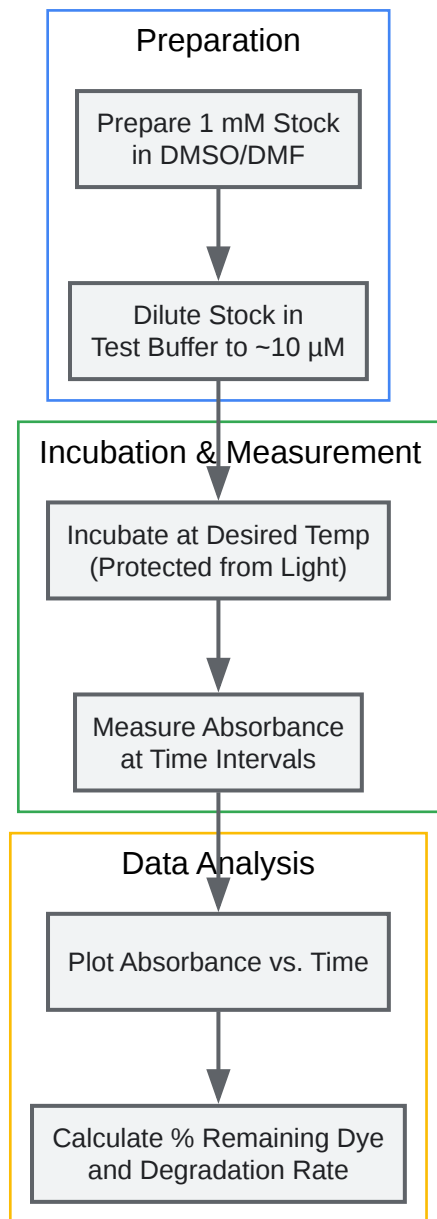 Preparation
Prepare 1 mM Stock
in DMSO/DMF
Dilute Stock in
Test Buffer to ~10 µM
Incubation & Measurement
Incubate at Desired Temp
(Protected from Light)
Measure Absorbance
at Time Intervals
Data Analysis
Plot Absorbance vs. Time
Calculate % Remaining Dye
and Degradation Rate